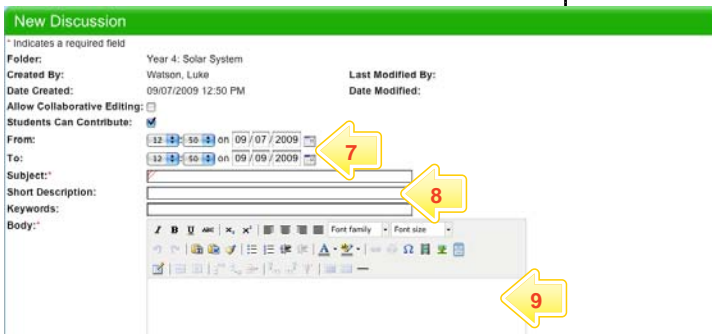 New Discussion
* Indicates a required field
Folder: Year 4: Solar System
Created By: Watson, Luke Last Modified By:
Date Created: 09/07/2009 12:50 PM Date Modified:
Allow Collaborative Editing:
Students Can Contribute:
From: 12 : 50 on 09 / 07 / 2009
To: 12 : 50 on 09 / 09 / 2009
7
Subject:*
Short Description:
8
Keywords:
Body:*
I B U ABC x, x' Font family Font size
A Ω
9